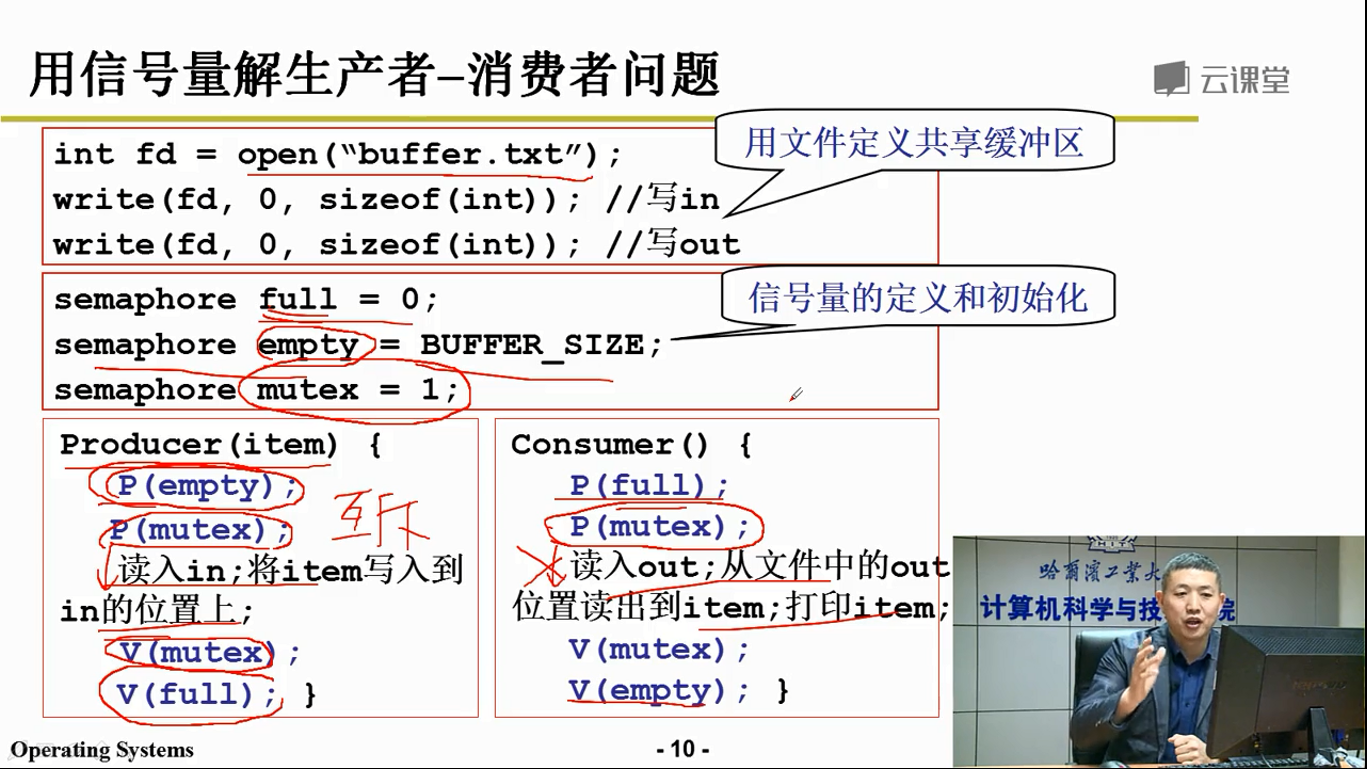 用信号量解生产者–消费者问题
云课堂
int fd = open(“buffer.txt”);
用文件定义共享缓冲区
write(fd, 0, sizeof(int)); //写in
write(fd, 0, sizeof(int)); //写out
semaphore full = 0;
信号量的定义和初始化
semaphore empty = BUFFER_SIZE;
semaphore mutex = 1;
Producer(item) {
P(empty);
P(mutex);
互斥
读入in;将item写入到
in的位置上;
V(mutex);
V(full); }
Consumer() {
P(full);
P(mutex);
读入out;从文件中的out
位置读出到item;打印item;
V(mutex);
V(empty); }
哈爾濱工業大
计算机科学与技 院
Operating Systems
- 10 -